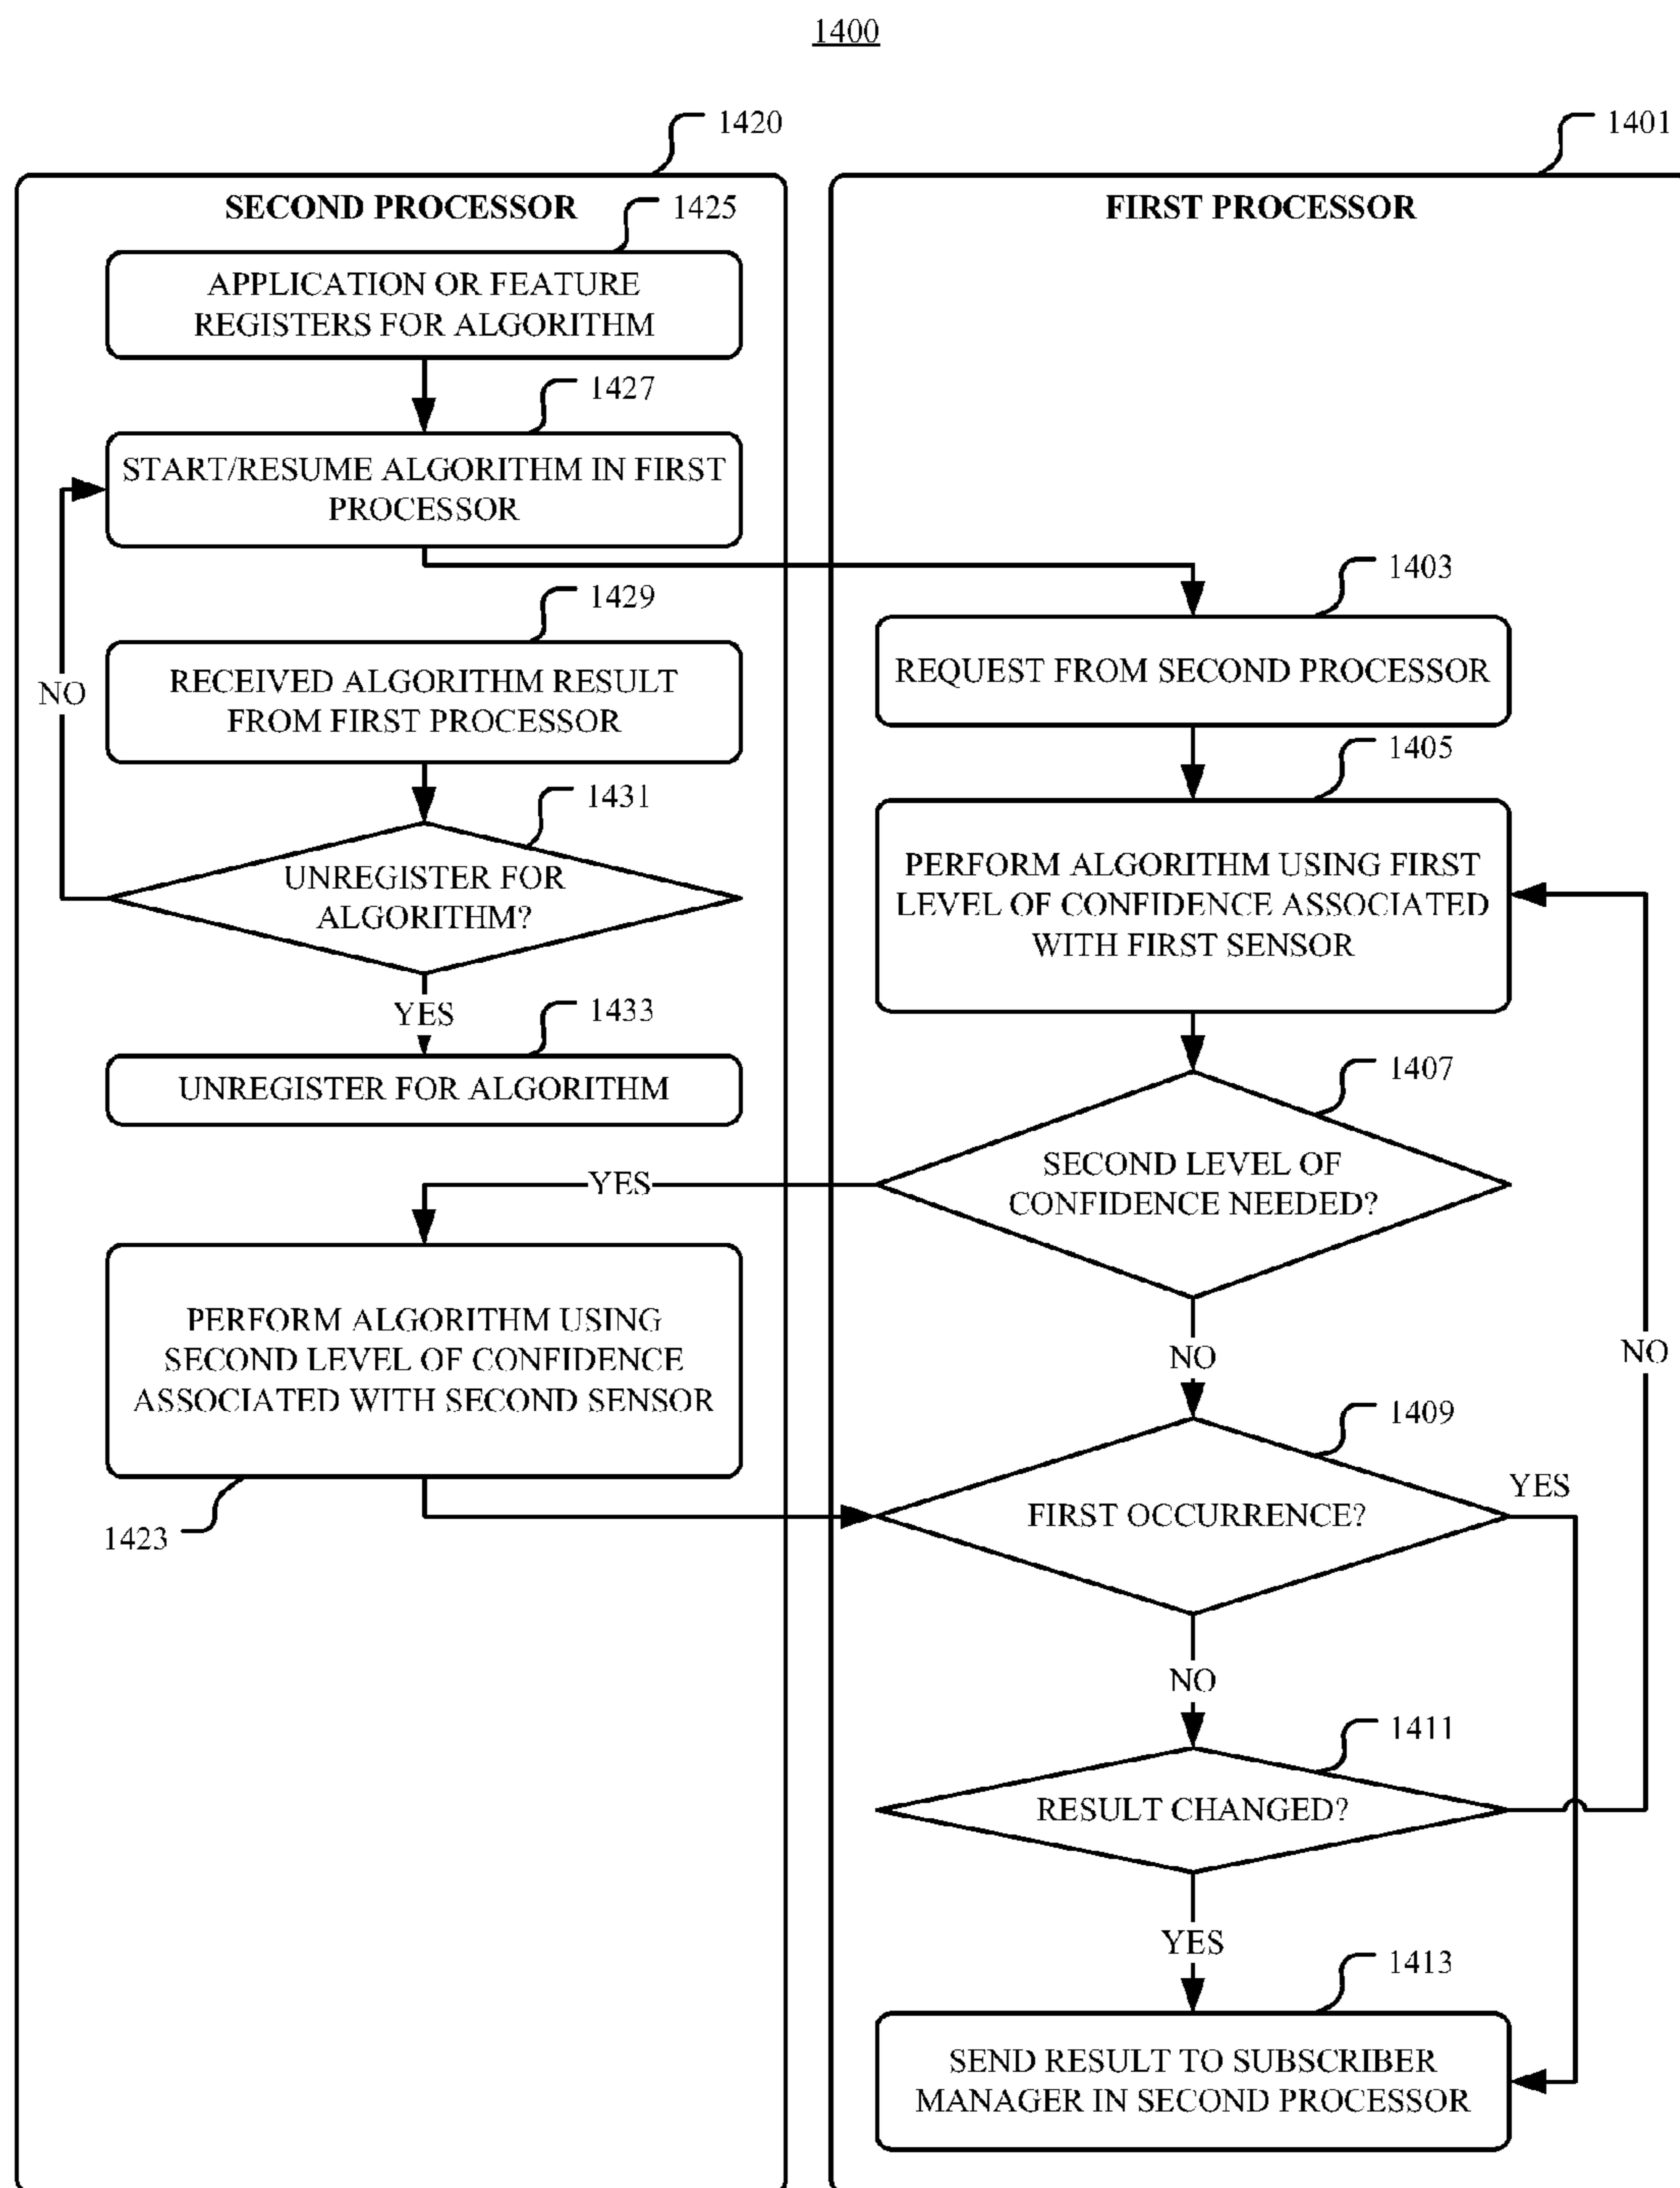 1400
1420
1401
SECOND PROCESSOR
1425
APPLICATION OR FEATURE
REGISTERS FOR ALGORITHM
1427
START/RESUME ALGORITHM IN FIRST
PROCESSOR
1429
RECEIVED ALGORITHM RESULT
FROM FIRST PROCESSOR
NO
1431
UNREGISTER FOR
ALGORITHM?
YES
1433
UNREGISTER FOR ALGORITHM
YES
PERFORM ALGORITHM USING
SECOND LEVEL OF CONFIDENCE
ASSOCIATED WITH SECOND SENSOR
1423
FIRST PROCESSOR
1403
REQUEST FROM SECOND PROCESSOR
1405
PERFORM ALGORITHM USING FIRST
LEVEL OF CONFIDENCE ASSOCIATED
WITH FIRST SENSOR
1407
SECOND LEVEL OF
CONFIDENCE NEEDED?
NO
NO
1409
FIRST OCCURRENCE?
YES
NO
1411
RESULT CHANGED?
YES
1413
SEND RESULT TO SUBSCRIBER
MANAGER IN SECOND PROCESSOR